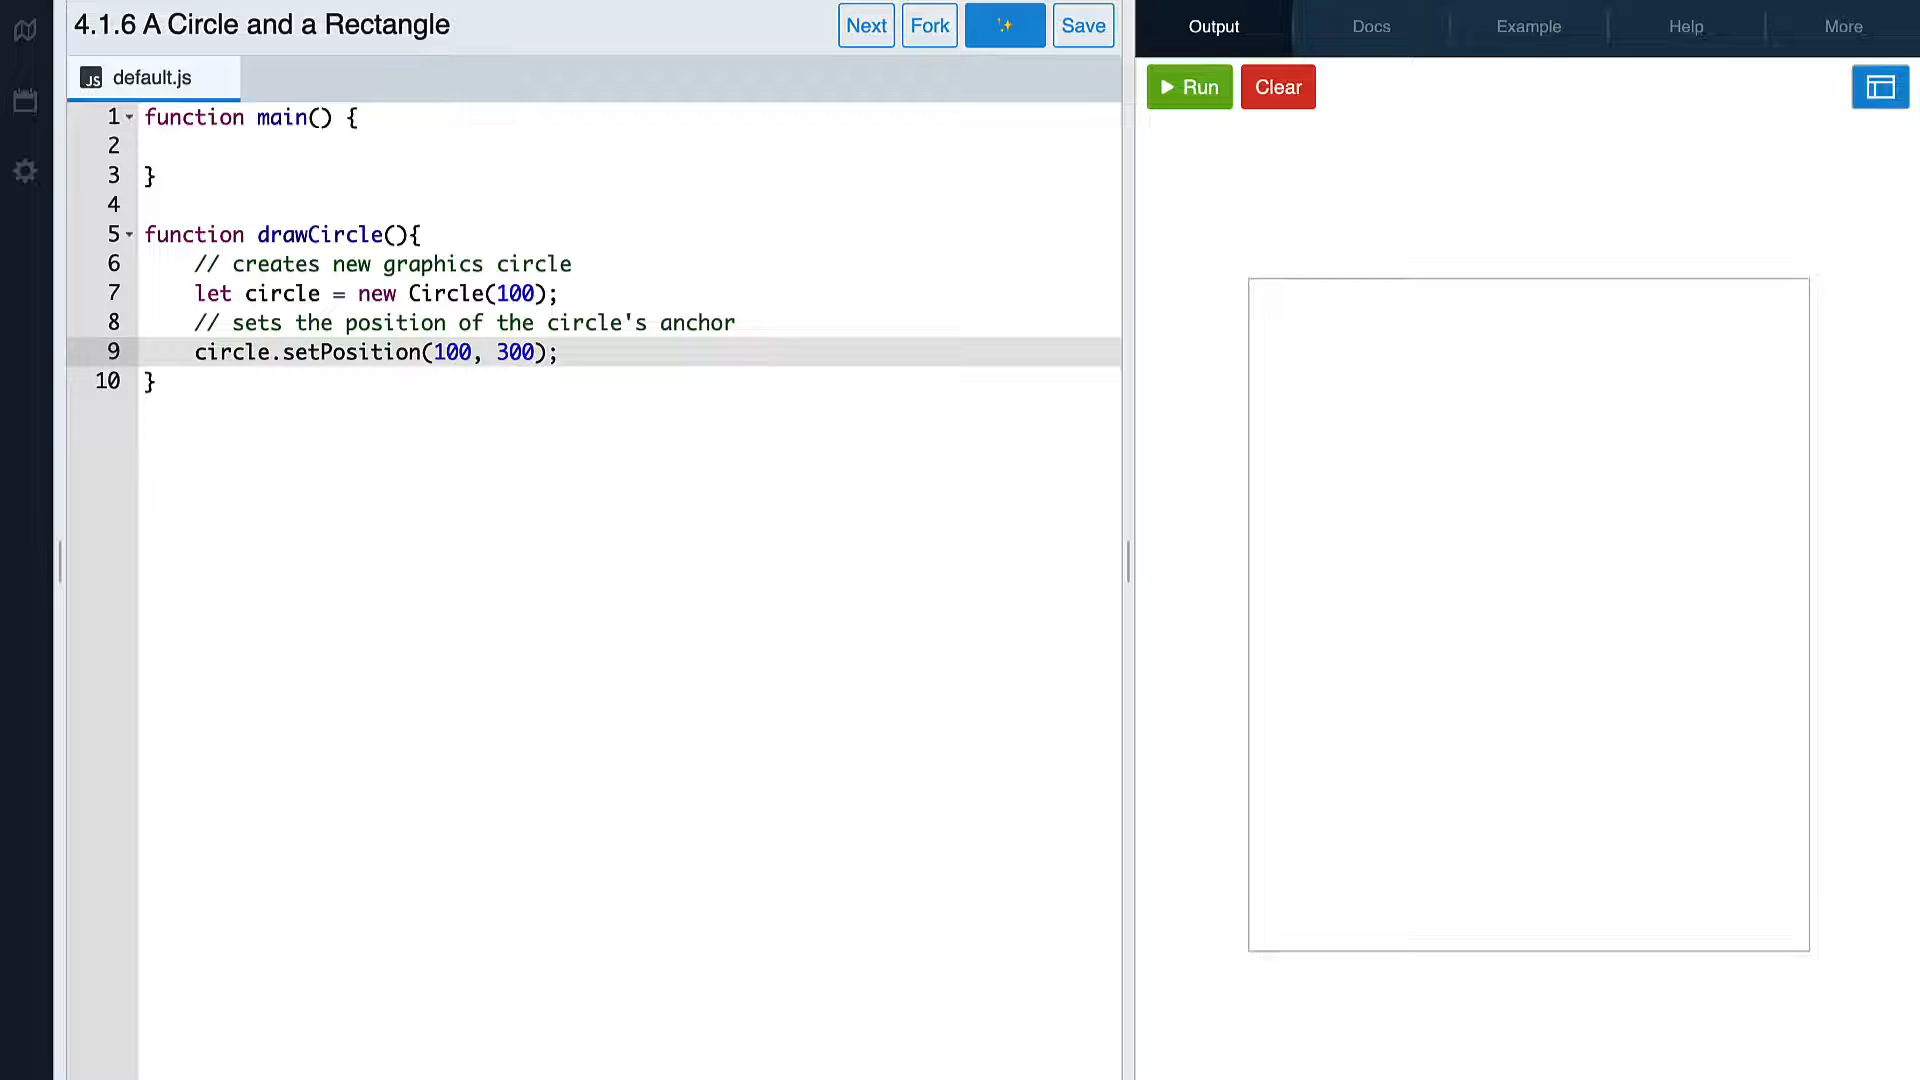 4.1.6 A Circle and a Rectangle
Next
Fork
Save
Output
Docs
Example
Help
More
JS default.js
Run
Clear
1 function main() {
2
3 }
4
5 function drawCircle(){
6     // creates new graphics circle
7     let circle = new Circle(100);
8     // sets the position of the circle's anchor
9     circle.setPosition(100, 300);
10 }